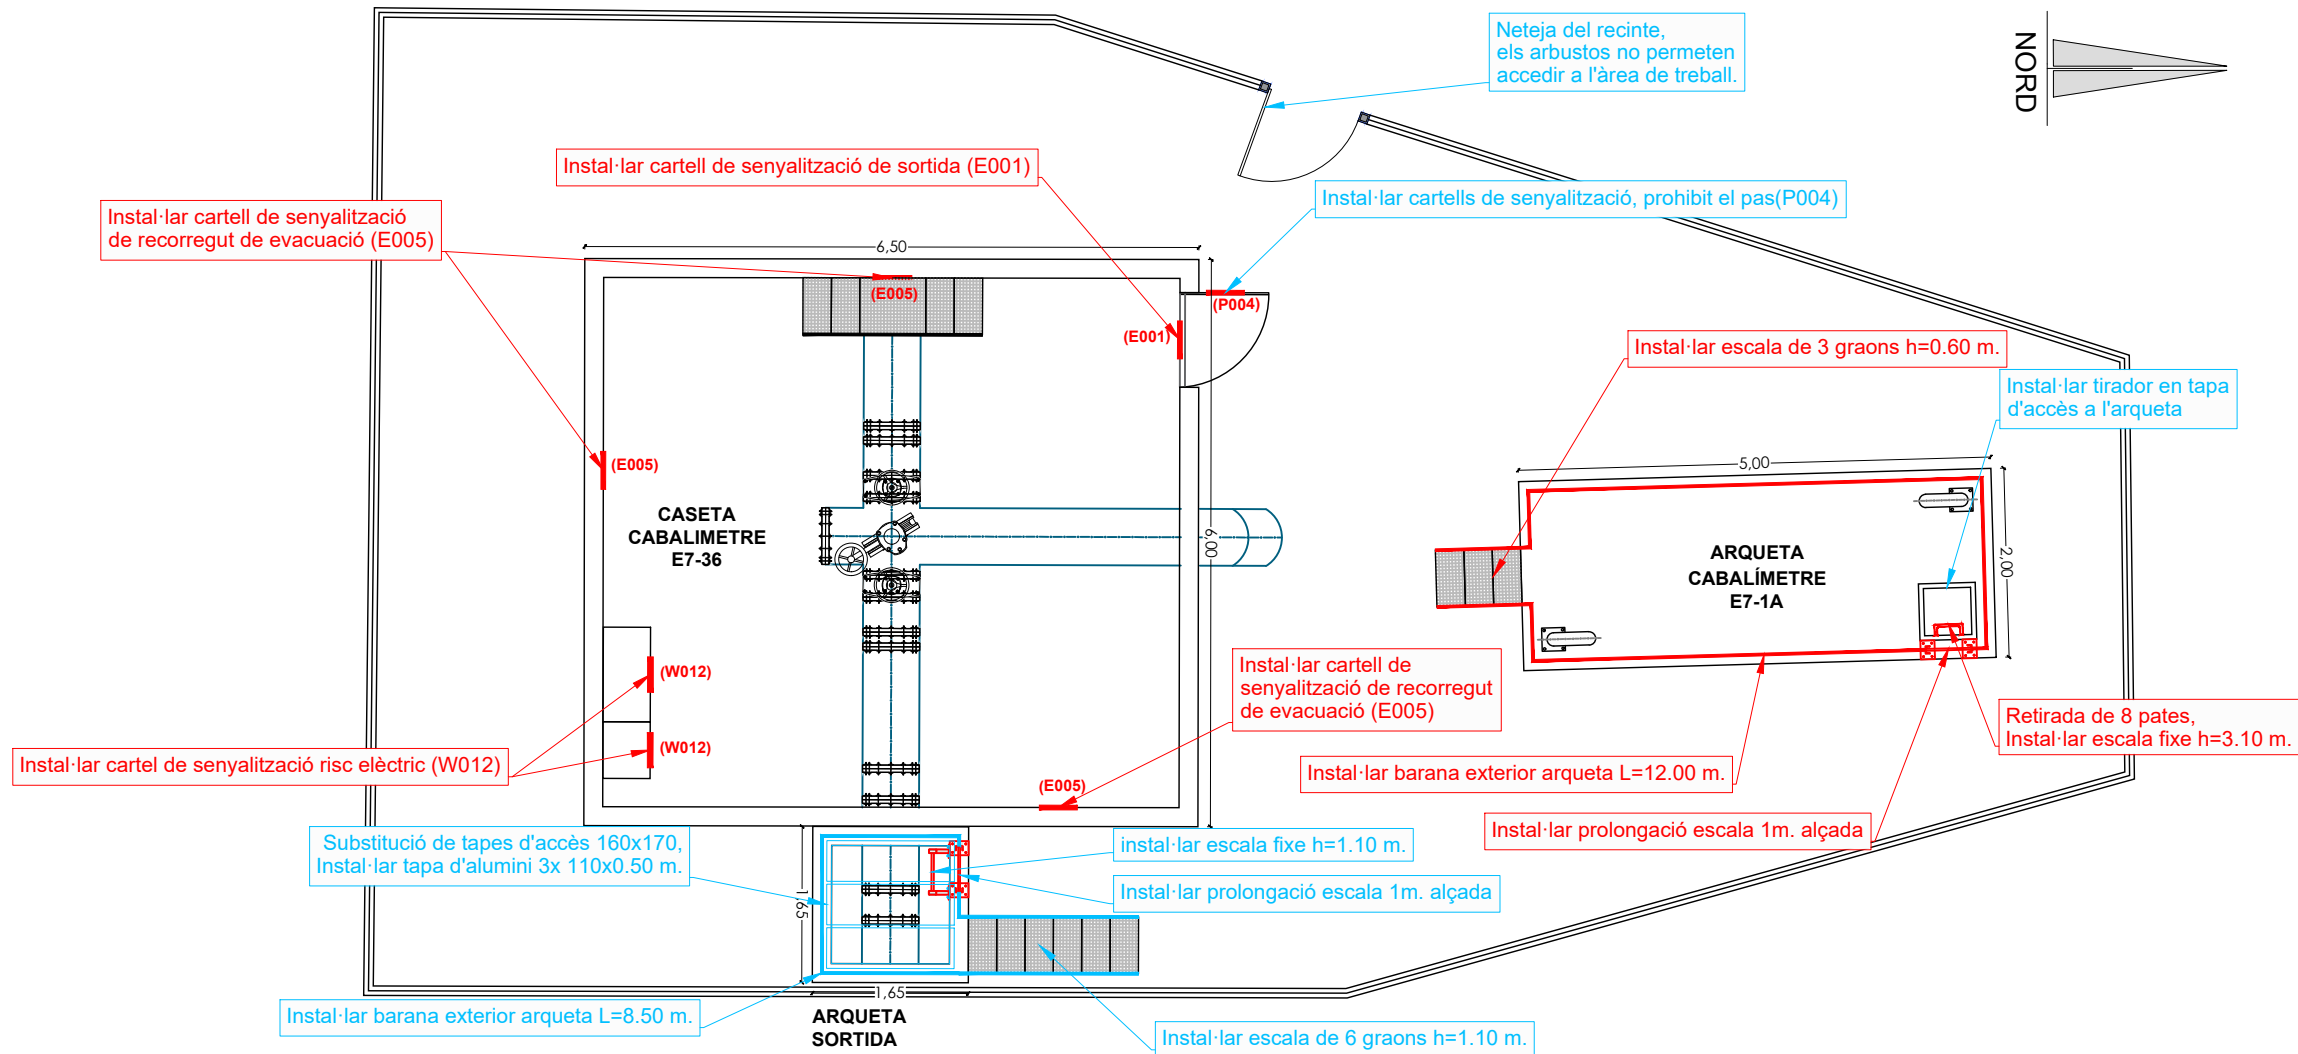 Neteja del recinte,
els arbustos no permeten
accedir a l'àrea de treball.
NORD
Instal·lar cartell de senyalització de sortida (E001)
Instal·lar cartells de senyalització, prohibit el pas(P004)
Instal·lar cartell de senyalització
de recorregut de evacuació (E005)
6,50
(E005)
(P004)
(E001)
Instal·lar escala de 3 graons h=0.60 m.
Instal·lar tirador en tapa
d'accès a l'arqueta
(E005)
5,00
CASETA
CABALIMETRE
E7-36
6,00
ARQUETA
CABALÍMETRE
E7-1A
2,00
(W012)
(W012)
Instal·lar cartell de
senyalització de recorregut
de evacuació (E005)
Retirada de 8 pates,
Instal·lar escala fixe h=3.10 m.
Instal·lar cartel de senyalització risc elèctric (W012)
(E005)
Instal·lar barana exterior arqueta L=12.00 m.
Instal·lar prolongació escala 1m. alçada
Substitució de tapes d'accès 160x170,
Instal·lar tapa d'alumini 3x 110x0.50 m.
instal·lar escala fixe h=1.10 m.
Instal·lar prolongació escala 1m. alçada
1,65
1,65
Instal·lar barana exterior arqueta L=8.50 m.
ARQUETA
SORTIDA
Instal·lar escala de 6 graons h=1.10 m.